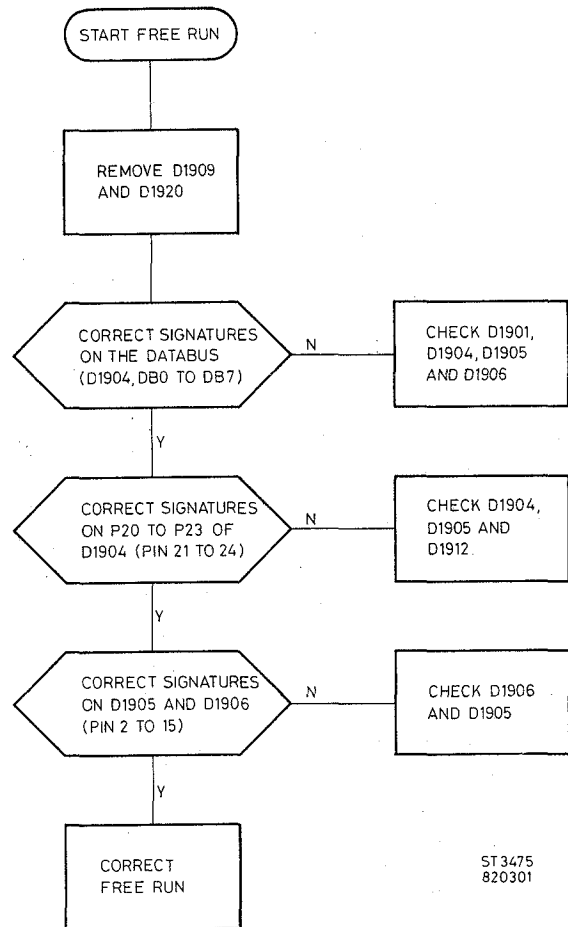 START FREE RUN
REMOVE D1909
AND D1920
CORRECT SIGNATURES
ON THE DATABUS
(D1904, DB0 TO DB7)
N
CHECK D1901,
D1904, D1905
AND D1906
Y
CORRECT SIGNATURES
ON P20 TO P23 OF
D1904 (PIN 21 TO 24)
N
CHECK D1904,
D1905 AND
D1912.
Y
CORRECT SIGNATURES
ON D1905 AND D1906
(PIN 2 TO 15)
N
CHECK D1906
AND D1905
Y
CORRECT
FREE RUN
ST3475
820301